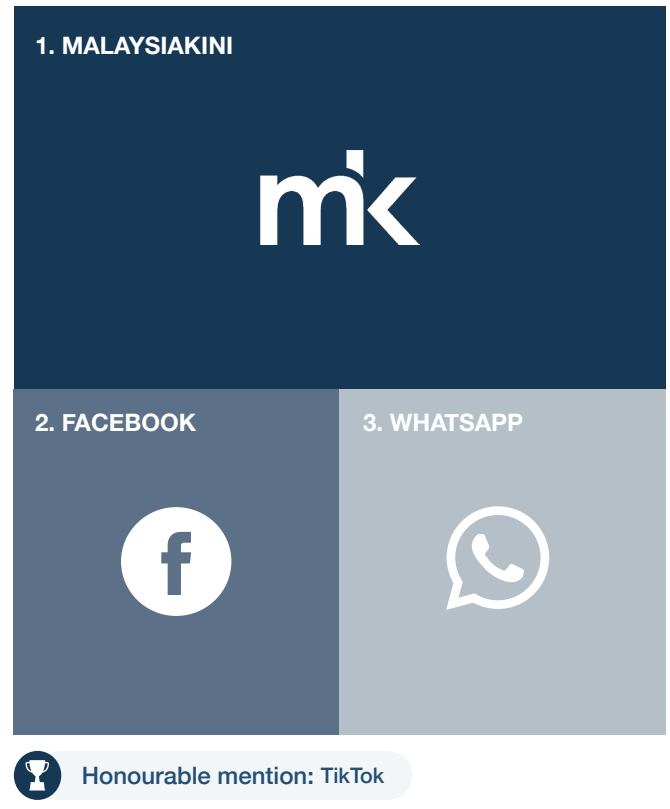 1. MALAYSIAKINI
mk
2. FACEBOOK
f
3. WHATSAPP
Honourable mention: TikTok